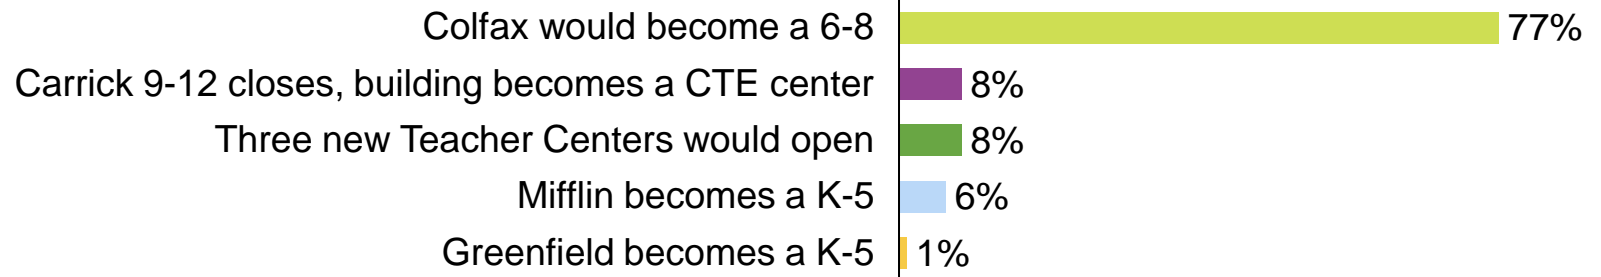 Colfax would become a 6-8 77%
Carrick 9-12 closes, building becomes a CTE center 8%
Three new Teacher Centers would open 8%
Mifflin becomes a K-5 6%
Greenfield becomes a K-5 1%